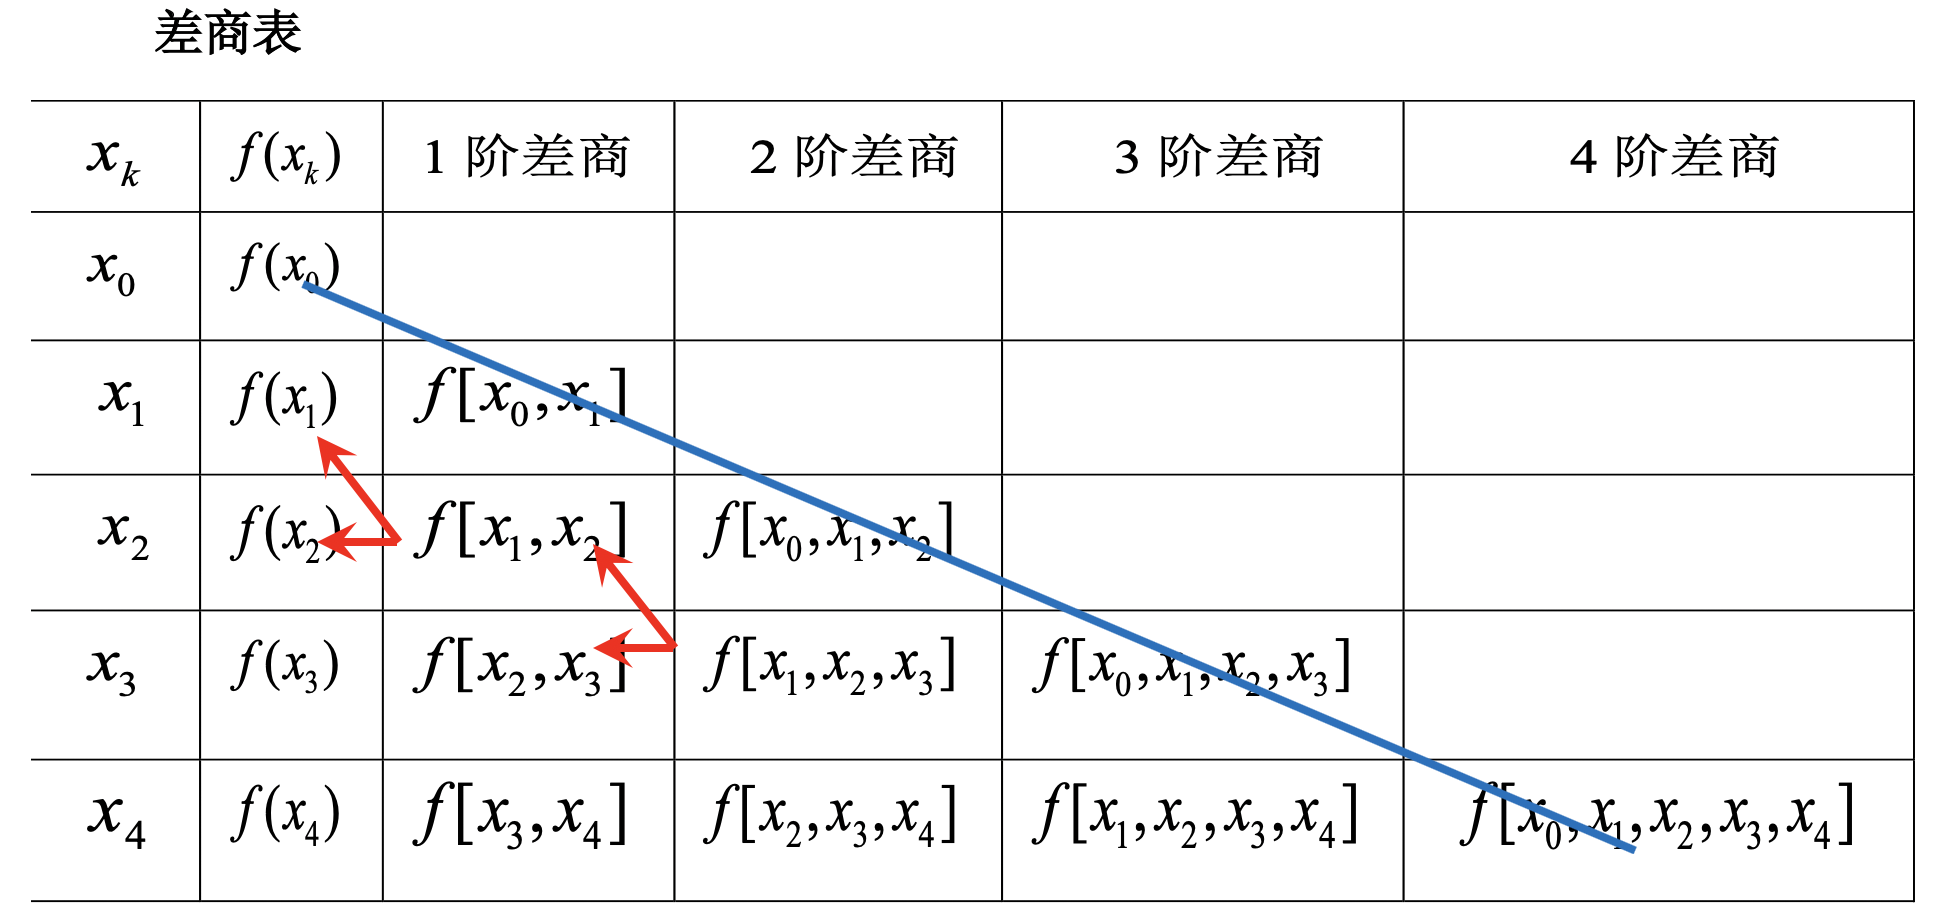 差商表
x_k f(x_k) 1 阶差商 2 阶差商 3 阶差商 4 阶差商
x_0 f(x_0)
x_1 f(x_1) f[x_0,x_1]
x_2 f(x_2) f[x_1,x_2] f[x_0,x_1,x_2]
x_3 f(x_3) f[x_2,x_3] f[x_1,x_2,x_3] f[x_0,x_1,x_2,x_3]
x_4 f(x_4) f[x_3,x_4] f[x_2,x_3,x_4] f[x_1,x_2,x_3,x_4] f[x_0,x_1,x_2,x_3,x_4]